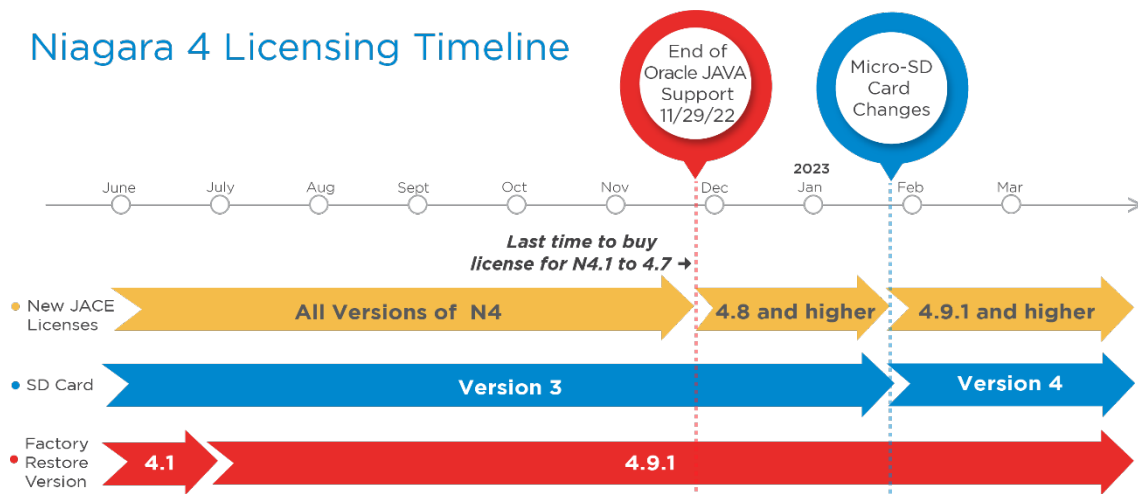 Niagara 4 Licensing Timeline
End of
Oracle JAVA
Support
11/29/22
Micro-SD
Card
Changes
2023
June July Aug Sept Oct Nov Dec Jan Feb Mar
Last time to buy
license for N4.1 to 4.7 →
New JACE
Licenses
All Versions of N4
4.8 and higher
4.9.1 and higher
SD Card
Version 3
Version 4
Factory
Restore
Version
4.1
4.9.1